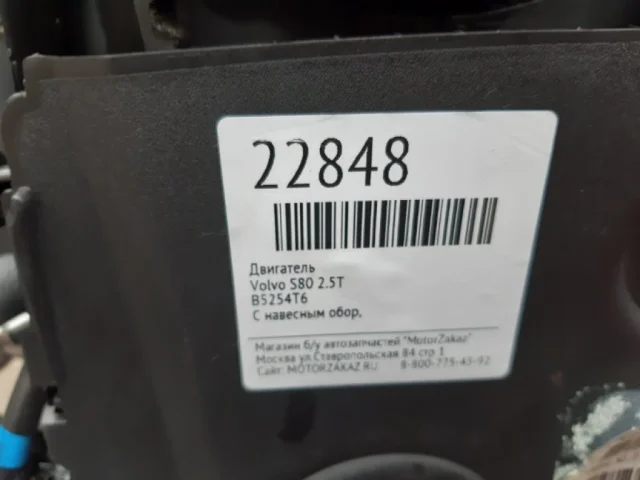 22848
Двигатель
Volvo S80 2.5T
B5254T6
С навесным обор,
Магазин б/у автозапчастей "MotorZakaz"
Москва ул.Ставропольская 84 стр 1
Сайт: MOTORZAKAZ.RU 8-800-775-43-92